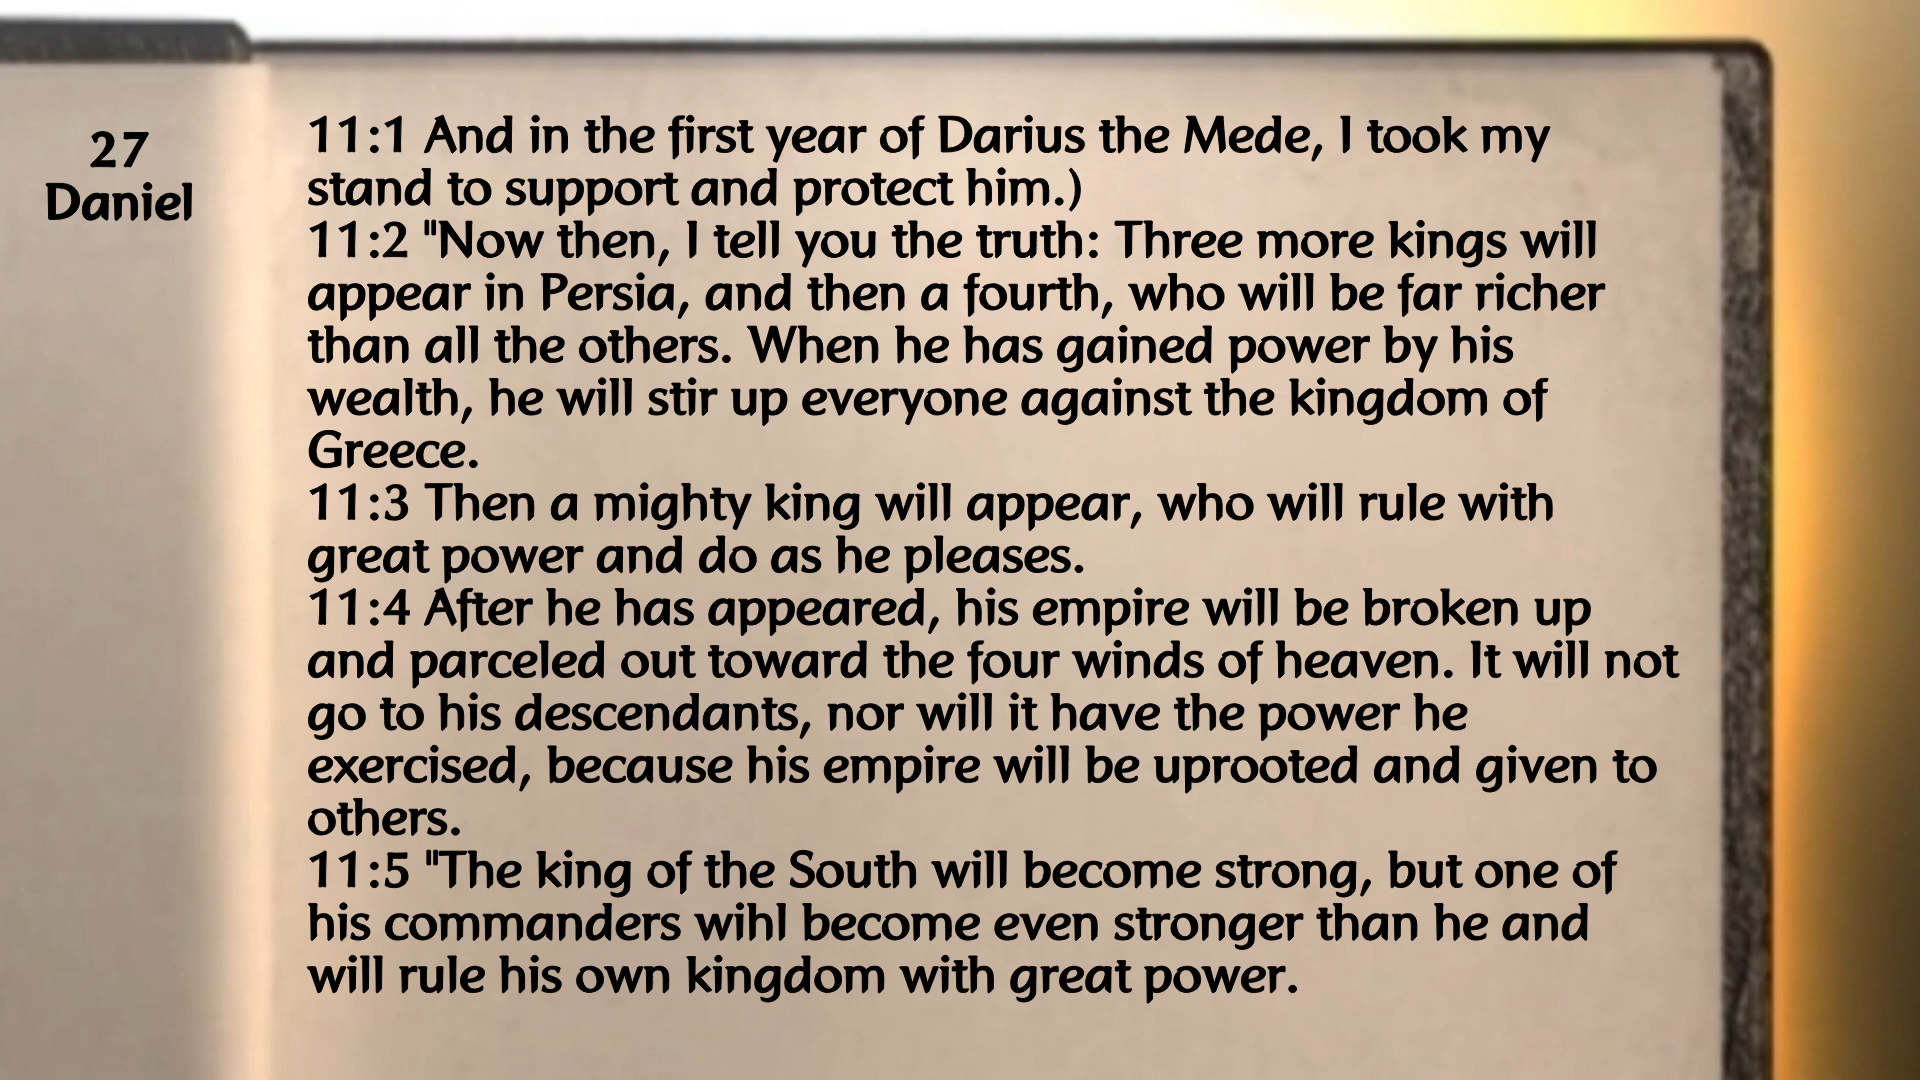 27
Daniel
11:1 And in the first year of Darius the Mede, I took my
stand to support and protect him.)
11:2 "Now then, I tell you the truth: Three more kings will
appear in Persia, and then a fourth, who will be far richer
than all the others. When he has gained power by his
wealth, he will stir up everyone against the kingdom of
Greece.
11:3 Then a mighty king will appear, who will rule with
great power and do as he pleases.
11:4 After he has appeared, his empire will be broken up
and parceled out toward the four winds of heaven. It will not
go to his descendants, nor will it have the power he
exercised, because his empire will be uprooted and given to
others.
11:5 "The king of the South will become strong, but one of
his commanders wihl become even stronger than he and
will rule his own kingdom with great power.